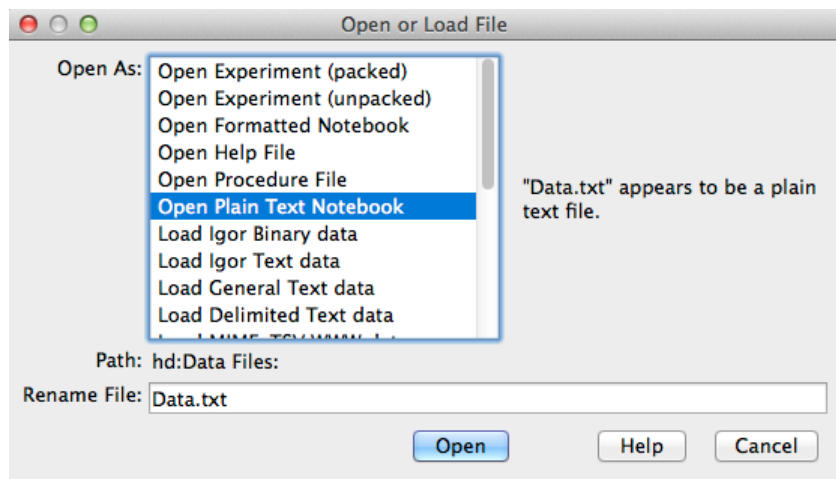 Open or Load File
Open As:
Open Experiment (packed)
Open Experiment (unpacked)
Open Formatted Notebook
Open Help File
Open Procedure File
Open Plain Text Notebook
Load Igor Binary data
Load Igor Text data
Load General Text data
Load Delimited Text data
"Data.txt" appears to be a plain
text file.
Path: hd:Data Files:
Rename File: Data.txt
Open Help Cancel